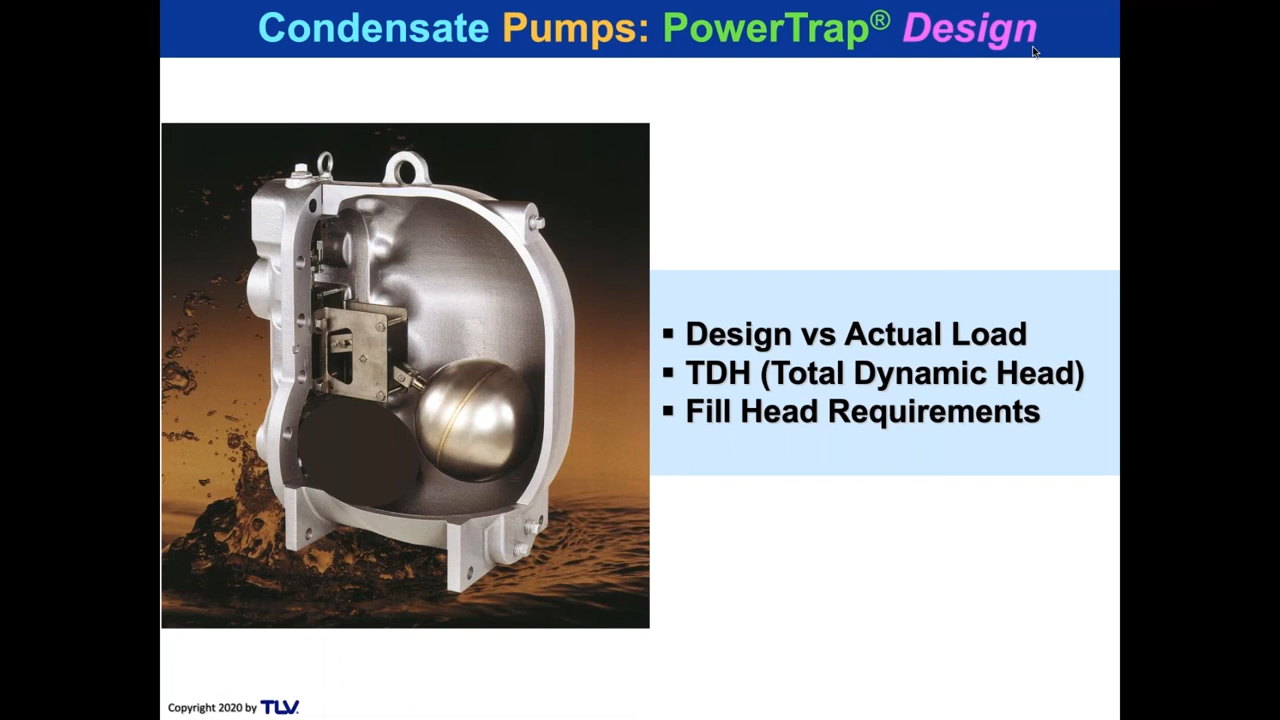 Condensate Pumps: PowerTrap® Design
▪ Design vs Actual Load
▪ TDH (Total Dynamic Head)
▪ Fill Head Requirements
Copyright 2020 by TLV.